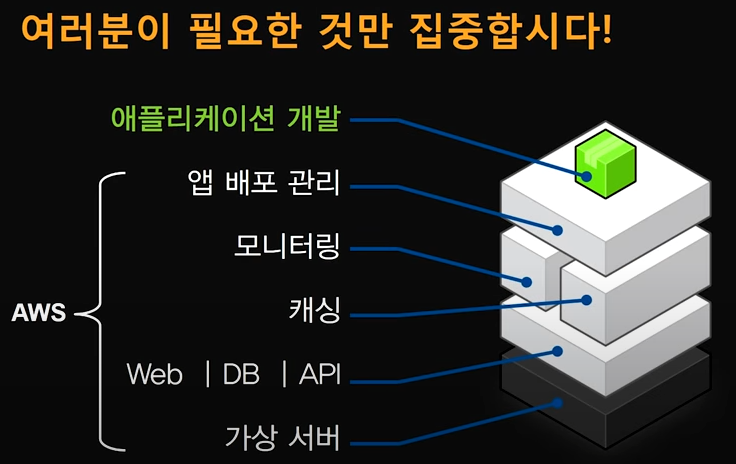 여러분이 필요한 것만 집중합시다!
애플리케이션 개발
앱 배포 관리
모니터링
캐싱
AWS
Web | DB | API
가상 서버